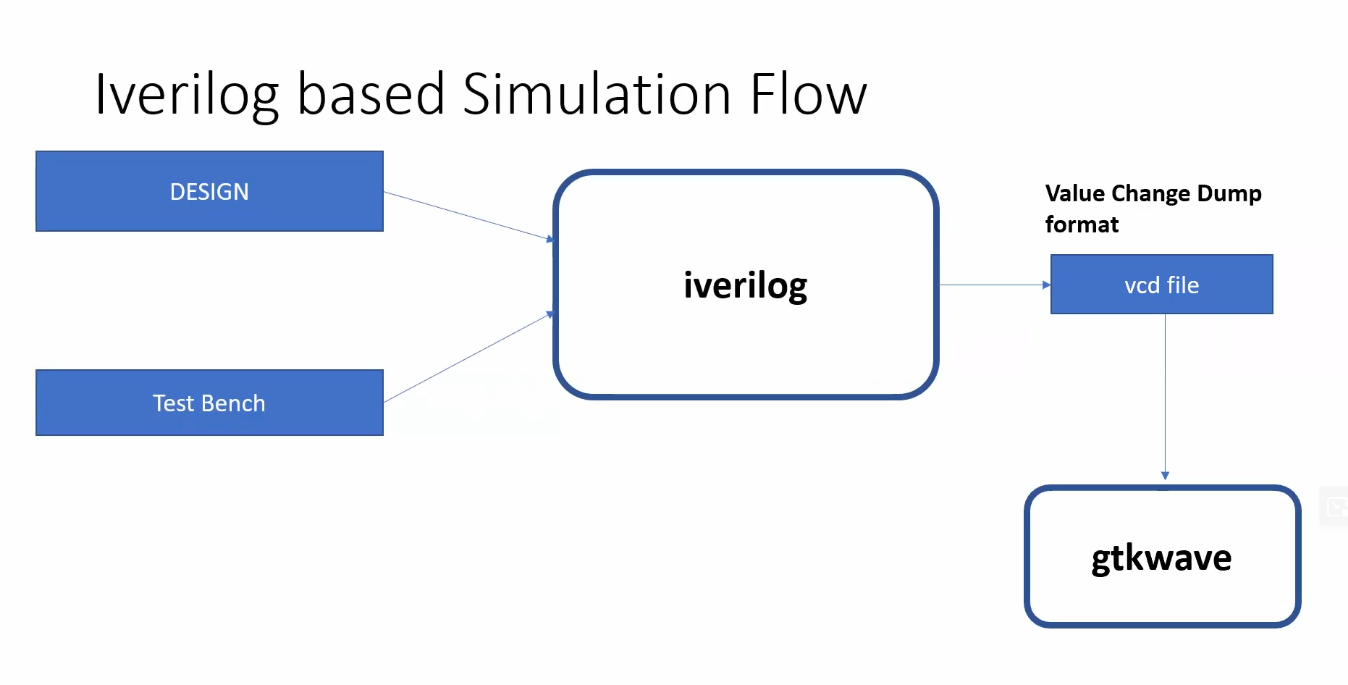 Iverilog based Simulation Flow
DESIGN
Test Bench
iverilog
Value Change Dump
format
vcd file
gtkwave